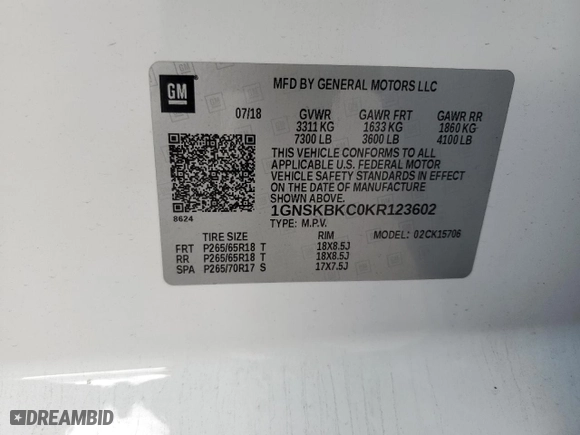 GM
MFD BY GENERAL MOTORS LLC
07/18 GVWR GAWR FRT GAWR RR
3311 KG 1633 KG 1860 KG
7300 LB 3600 LB 4100 LB
THIS VEHICLE CONFORMS TO ALL
APPLICABLE U.S. FEDERAL MOTOR
VEHICLE SAFETY STANDARDS IN EFFECT
ON THE DATE OF MANUFACTURE
SHOWN ABOVE.
1GNSKBKC0KR123602
8624
TYPE: M.P.V. MODEL: 02CK15706
TIRE SIZE RIM
FRT P265/65R18 T 18X8.5J
RR P265/65R18 T 18X8.5J
SPA P265/70R17 S 17X7.5J
DREAMBID